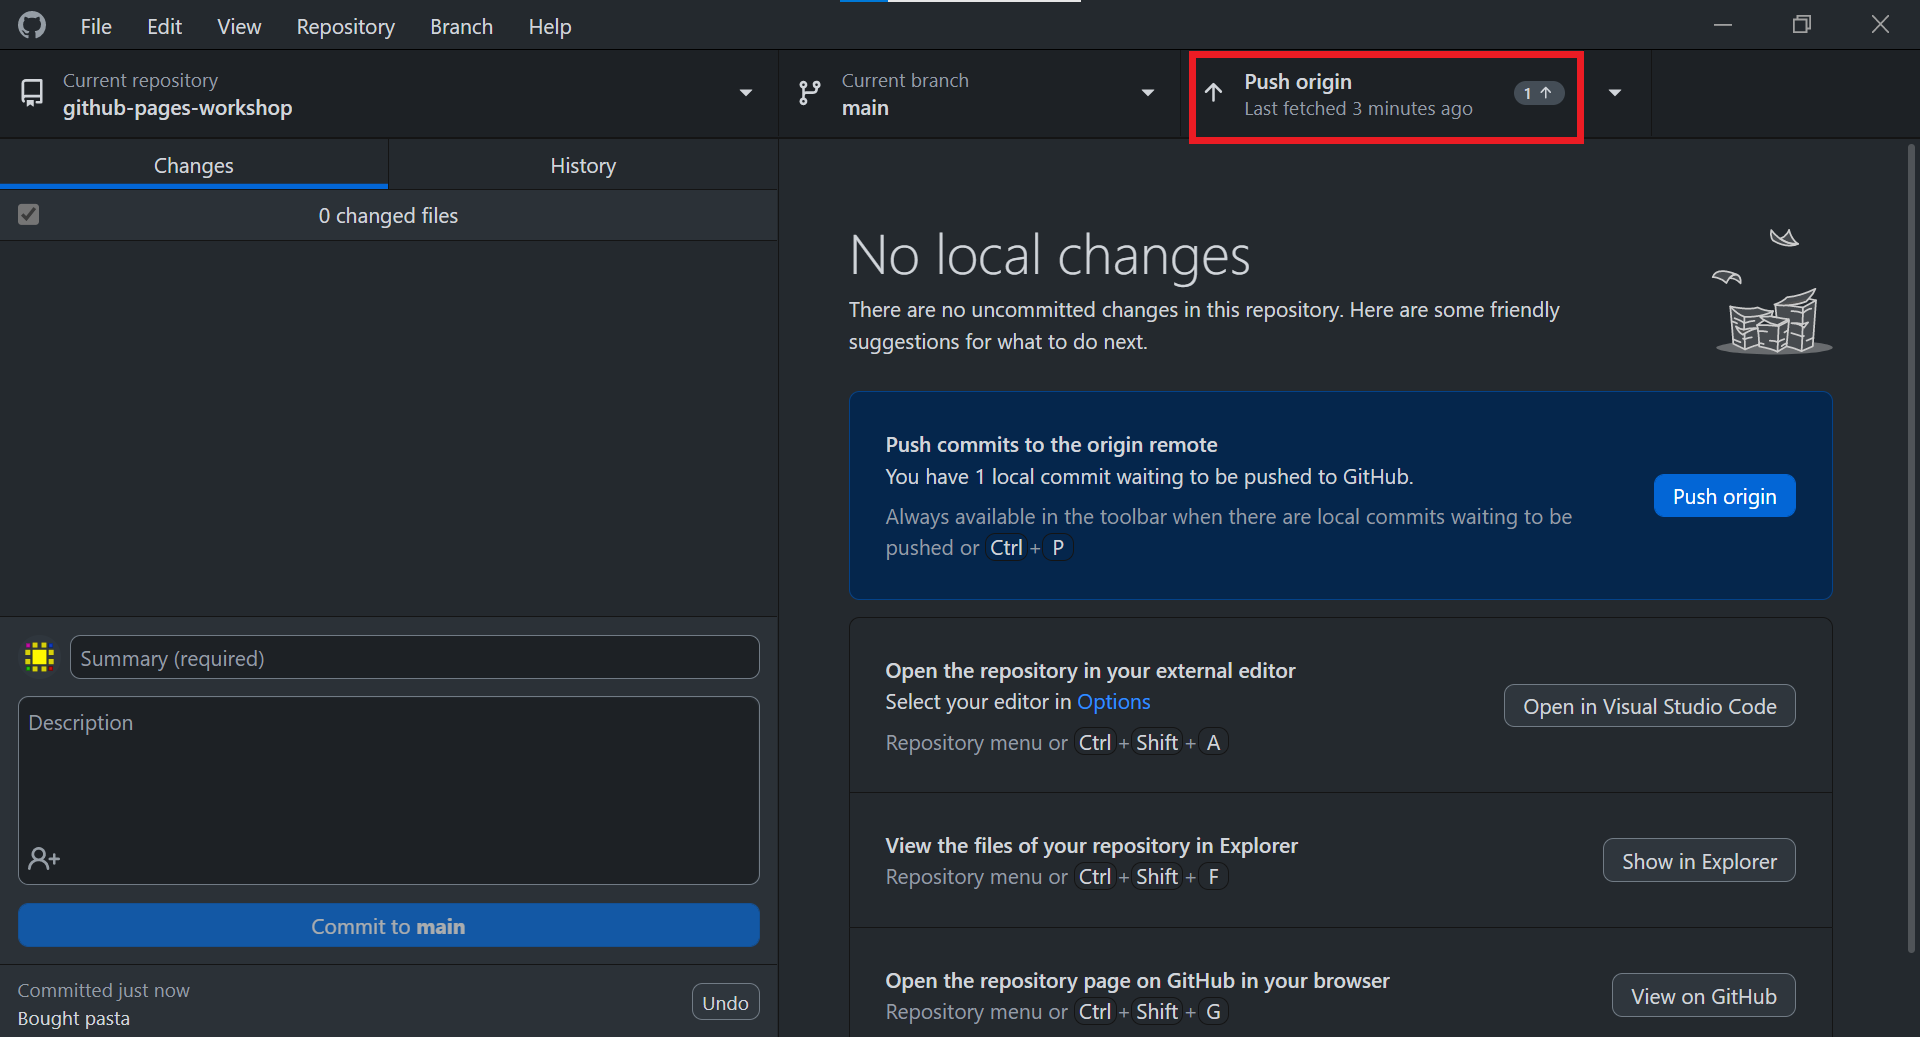 File Edit View Repository Branch Help
Current repository
github-pages-workshop
Current branch
main
Push origin
Last fetched 3 minutes ago
1
Changes
History
0 changed files
No local changes
There are no uncommitted changes in this repository. Here are some friendly
suggestions for what to do next.
Push commits to the origin remote
You have 1 local commit waiting to be pushed to GitHub.
Always available in the toolbar when there are local commits waiting to be
pushed or Ctrl + P
Push origin
Open the repository in your external editor
Select your editor in Options
Repository menu or Ctrl + Shift + A
Open in Visual Studio Code
View the files of your repository in Explorer
Repository menu or Ctrl + Shift + F
Show in Explorer
Open the repository page on GitHub in your browser
Repository menu or Ctrl + Shift + G
View on GitHub
Summary (required)
Description
Commit to main
Committed just now
Bought pasta
Undo